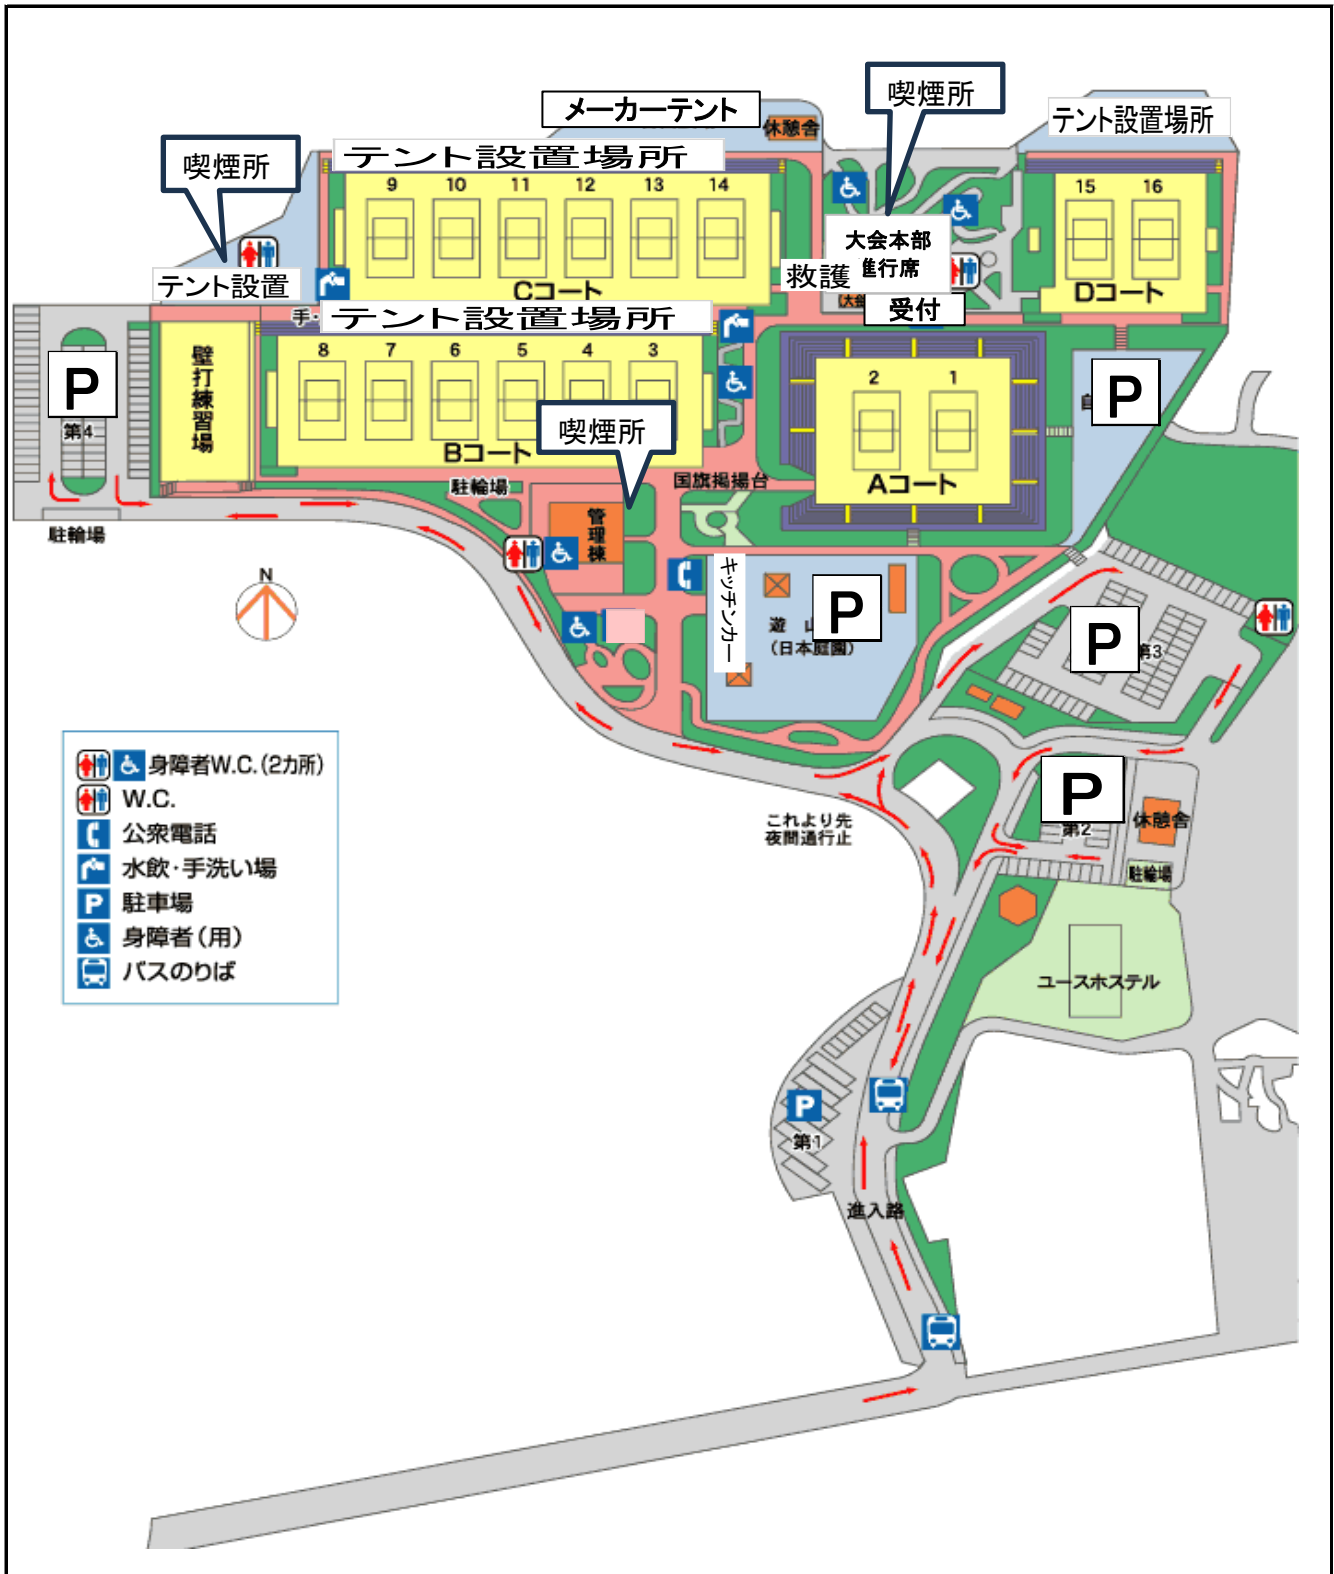 喫煙所
メーカーテント
休憩舎
テント設置場所
喫煙所
テント設置場所
9 10 11 12 13 14
15 16
大会本部
進行席
救護
テント設置
Cコート
Dコート
(大会
受付
手・
テント設置場所
壁打練習場
8 7 6 5 4 3
2 1
P
第4
P
自
喫煙所
Bコート
Aコート
国旗掲揚台
駐輪場
駐輪場
管理棟
N
キッチンカー
P
遊 山
(日本庭園)
P
第3
身障者W.C.(2カ所)
W.C.
公衆電話
水飲・手洗い場
P 駐車場
身障者(用)
バスのりば
P
第2
休憩舎
駐輪場
これより先
夜間通行止
ユースホステル
P
第1
進入路